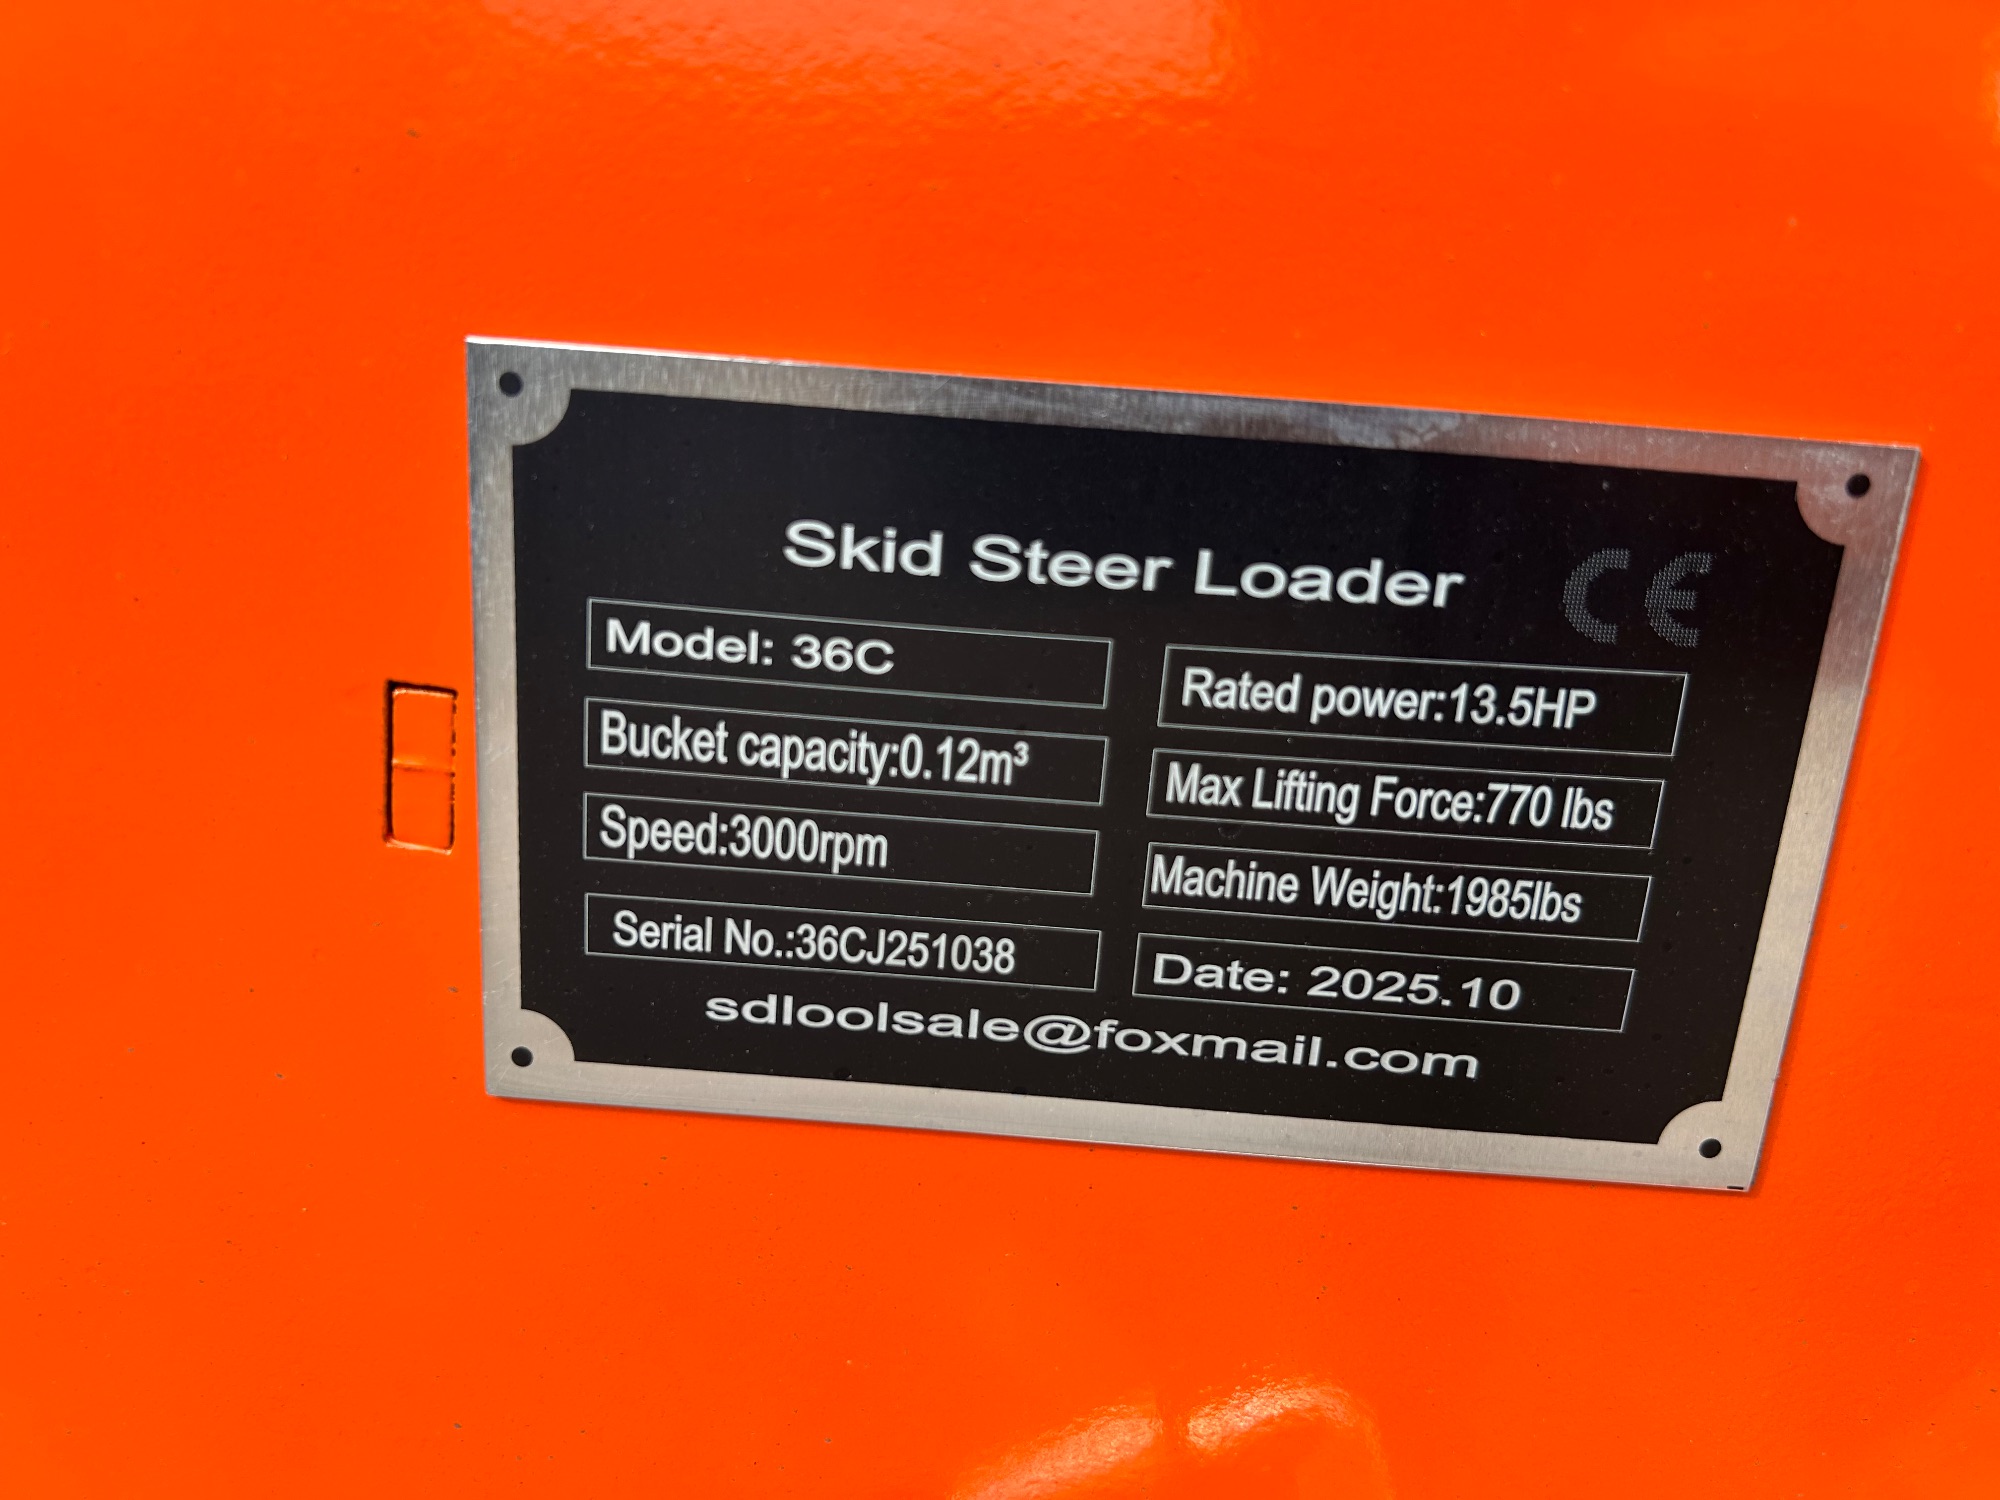 Skid Steer Loader CE
Model: 36C
Rated power:13.5HP
Bucket capacity:0.12m³
Max Lifting Force:770 lbs
Speed:3000rpm
Machine Weight:1985lbs
Serial No.:36CJ251038
Date: 2025.10
sdloolsale@foxmail.com